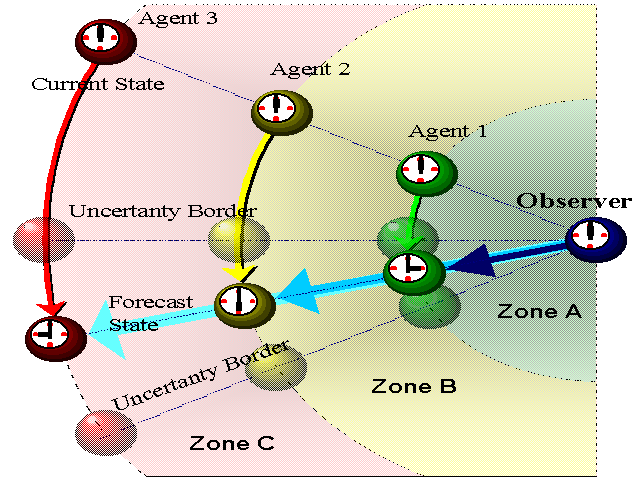 Agent 3
Agent 2
Current State
Agent 1
Observer
Uncertanty Border
Forecast
State
Zone A
Uncertanty Border
Zone B
Zone C